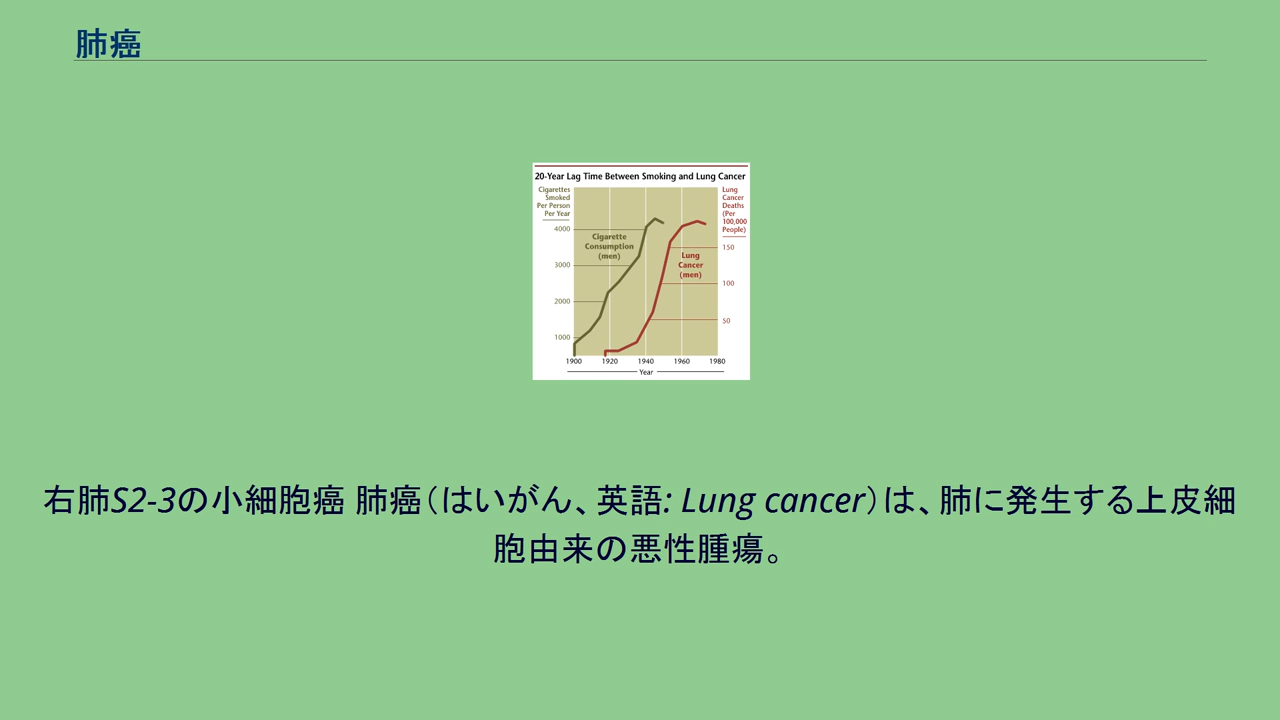 肺癌
20-Year Lag Time Between Smoking and Lung Cancer
Cigarettes
Smoked
Per Person
Per Year
Lung
Cancer
Deaths
(Per
100,000
People)
4000
3000
2000
1000
150
100
50
Cigarette
Consumption
(men)
Lung
Cancer
(men)
1900 1920 1940 1960 1980
Year
右肺S2-3の小細胞癌 肺癌（はいがん、英語: Lung cancer）は、肺に発生する上皮細
胞由来の悪性腫瘍。